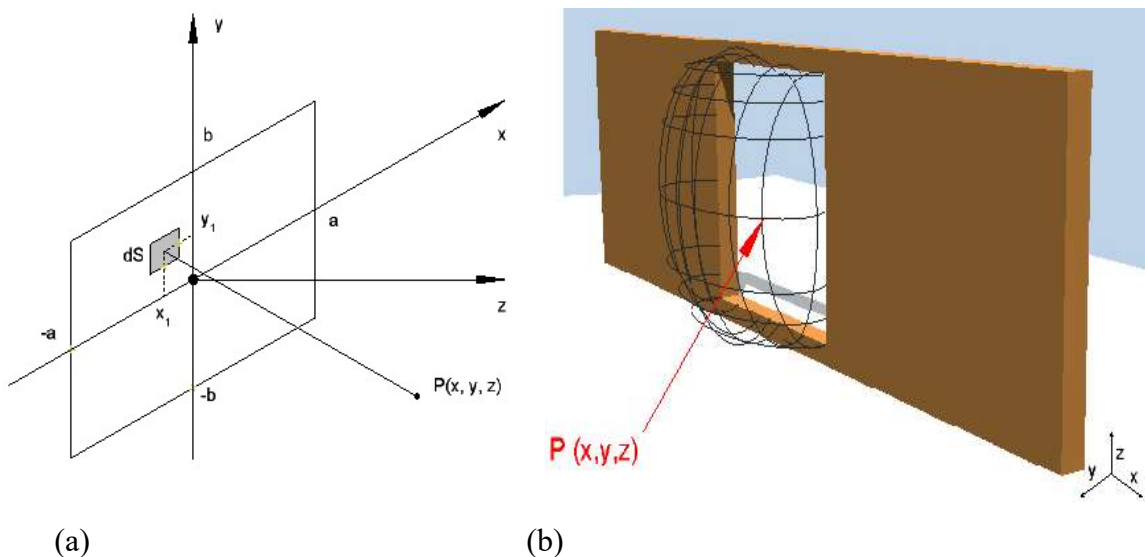 y
x
b
a
y1
dS
x1
z
-a
-b
P(x, y, z)
(a)
P (x,y,z)
z
y
x
(b)